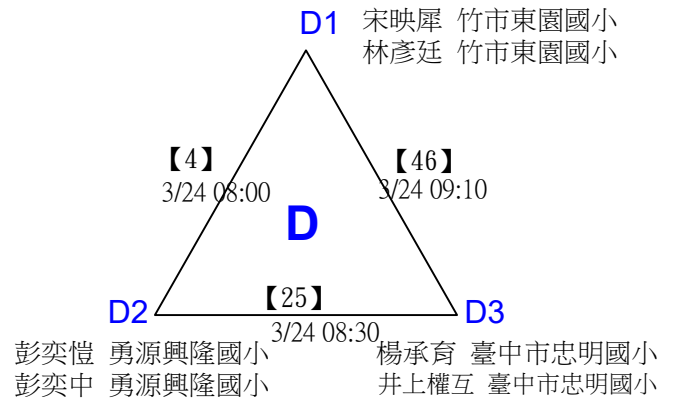 D1 宋映犀 竹市東園國小
林彥廷 竹市東園國小
【4】
3/24 08:00
【46】
3/24 09:10
D
D2
【25】
3/24 08:30
D3
彭奕愷 勇源興隆國小
彭奕中 勇源興隆國小
楊承育 臺中市忠明國小
井上權互 臺中市忠明國小